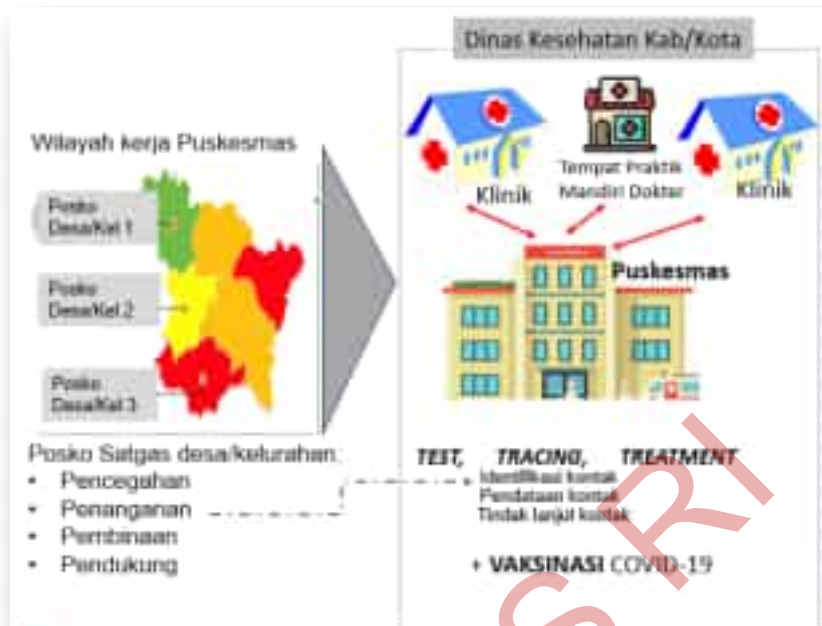 Dinas Kesehatan Kab/Kota
Wilayah kerja Puskesmas
Posko
Desa/Kel 1
Posko
Desa/Kel 2
Posko
Desa/Kel 3
Klinik
Tempat Praktik
Mandiri Dokter
Klinik
Puskesmas
Posko Satgas desa/kelurahan:
• Pencegahan
• Penanganan
• Pembinaan
• Pendukung
TEST, TRACING, TREATMENT
Identifikasi kontak
Pendataan kontak
Tindak lanjut kontak
+ VAKSINASI COVID-19
S RI